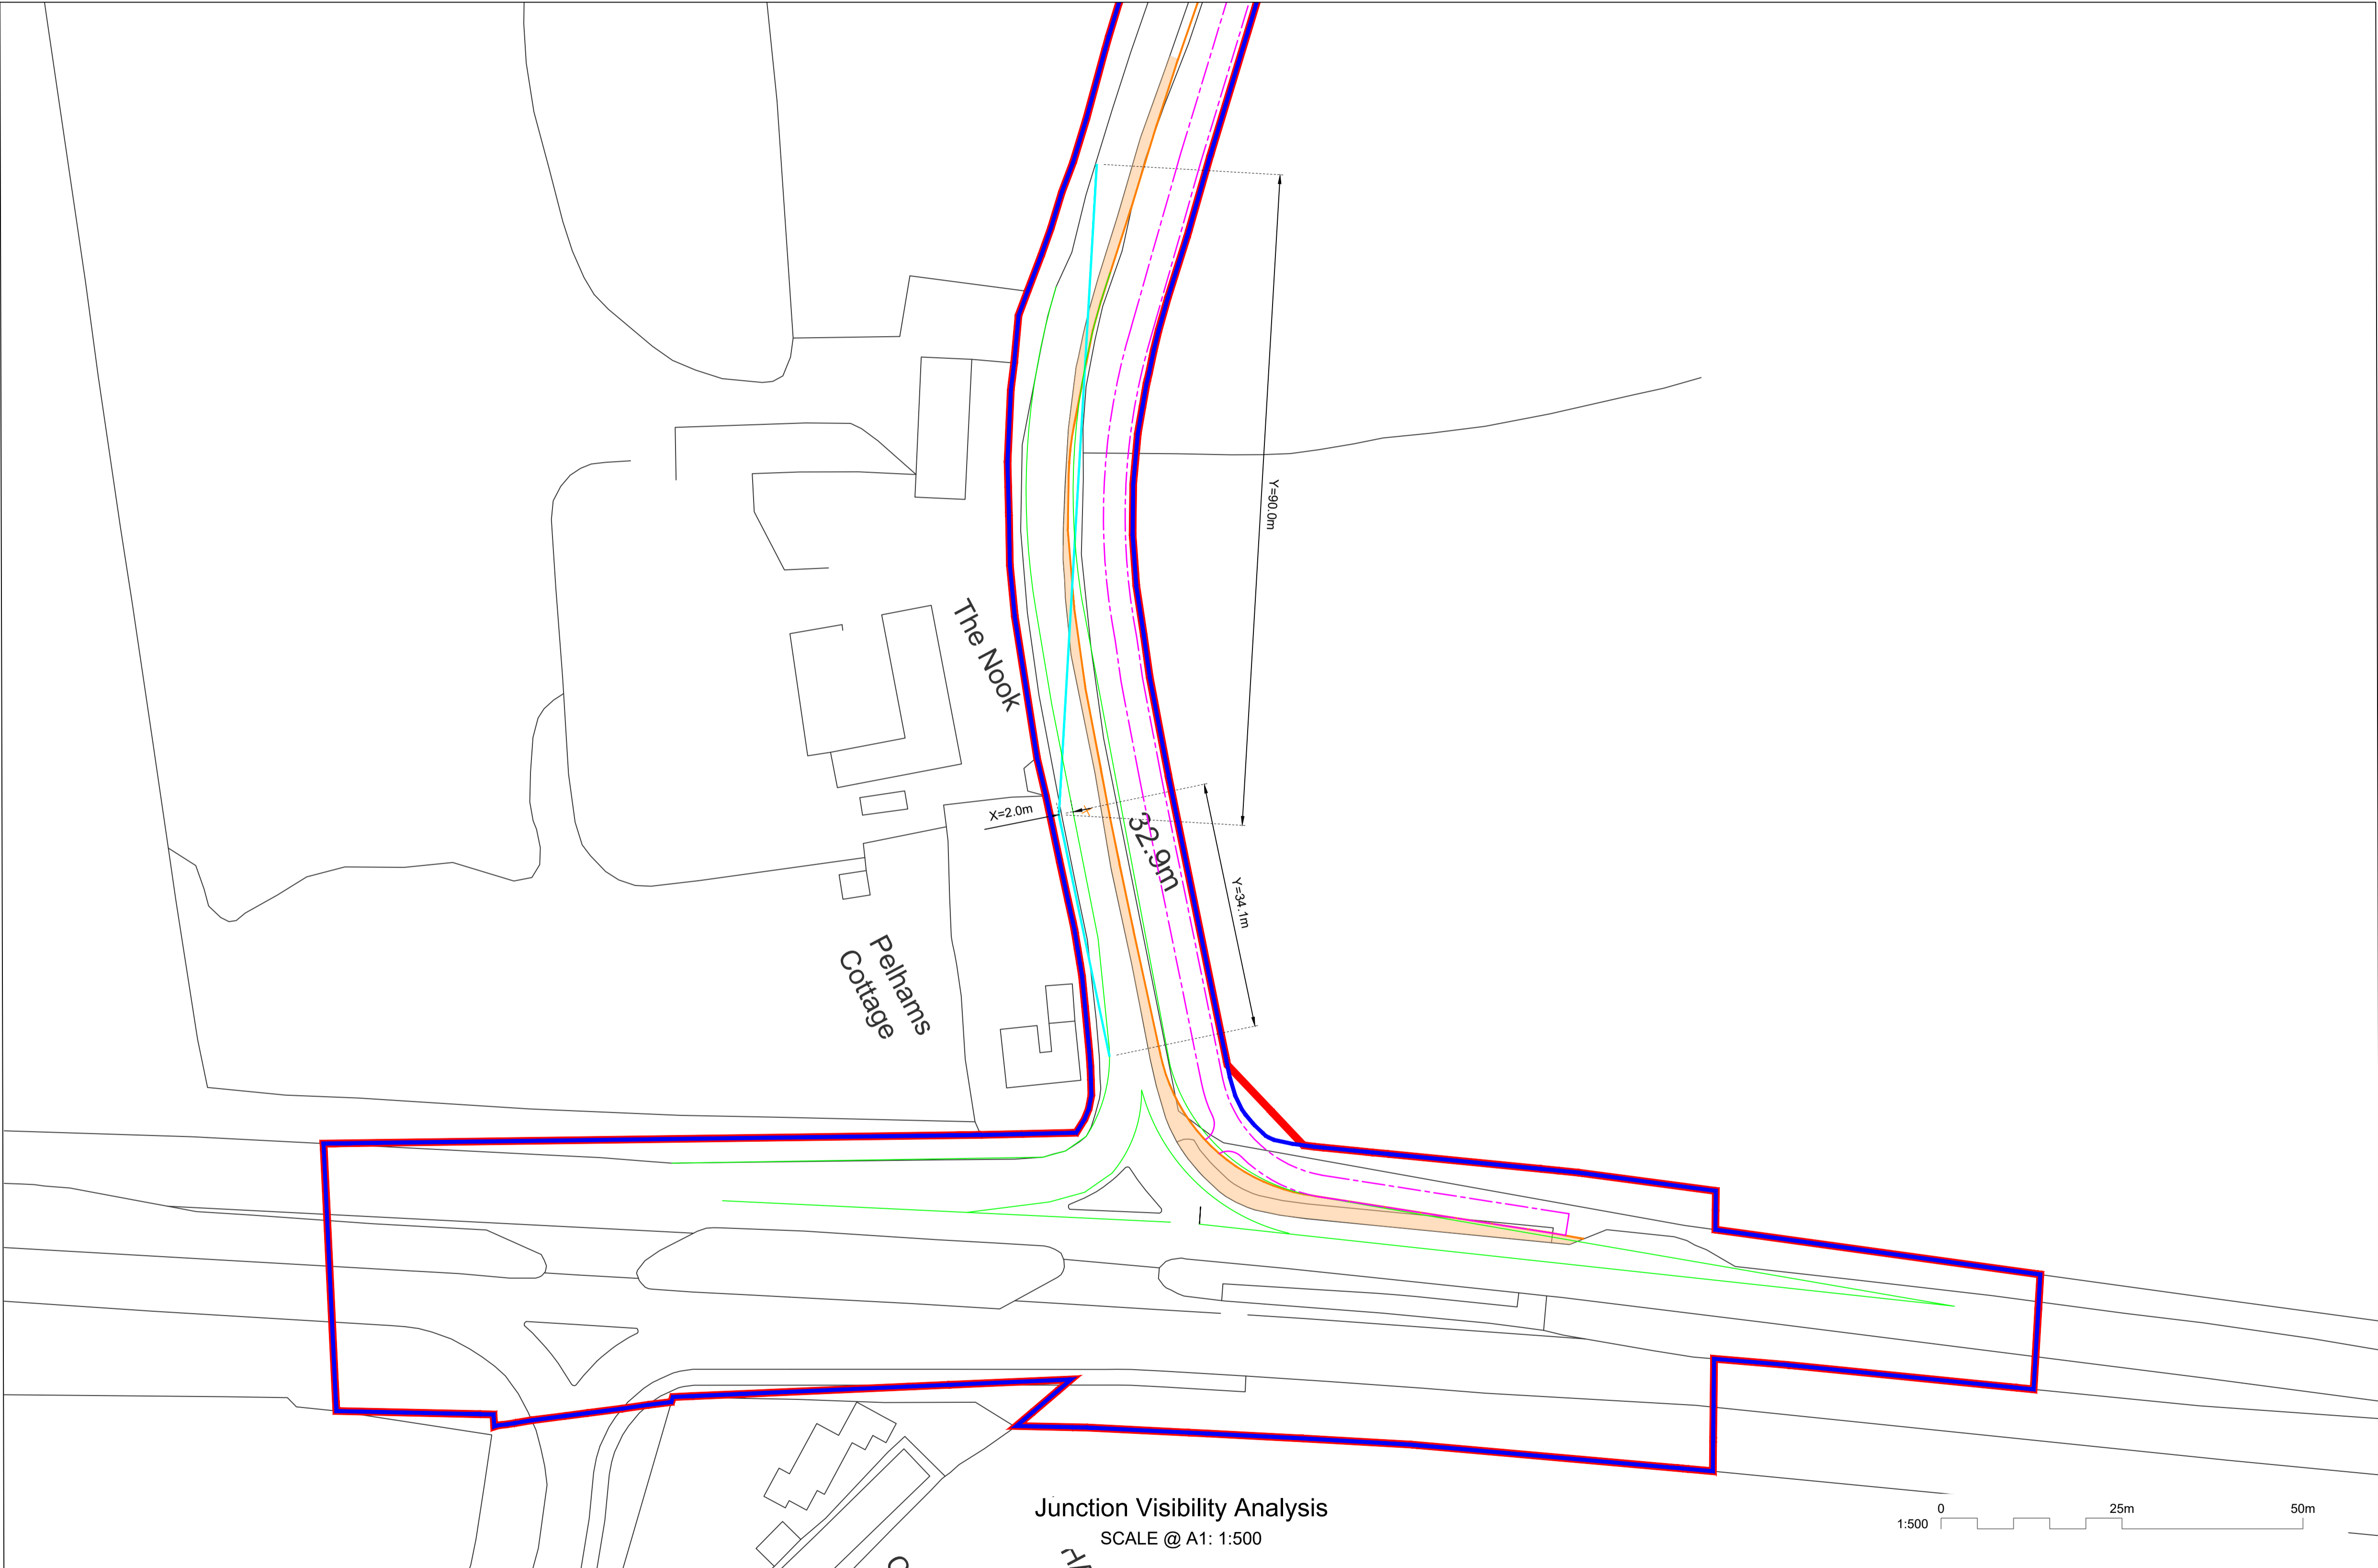 Y=90.0m
The Nook
X=2.0m
X
32.9m
Y=34.1m
Pelhams
Cottage
Junction Visibility Analysis
SCALE @ A1: 1:500
1:500
0 25m 50m